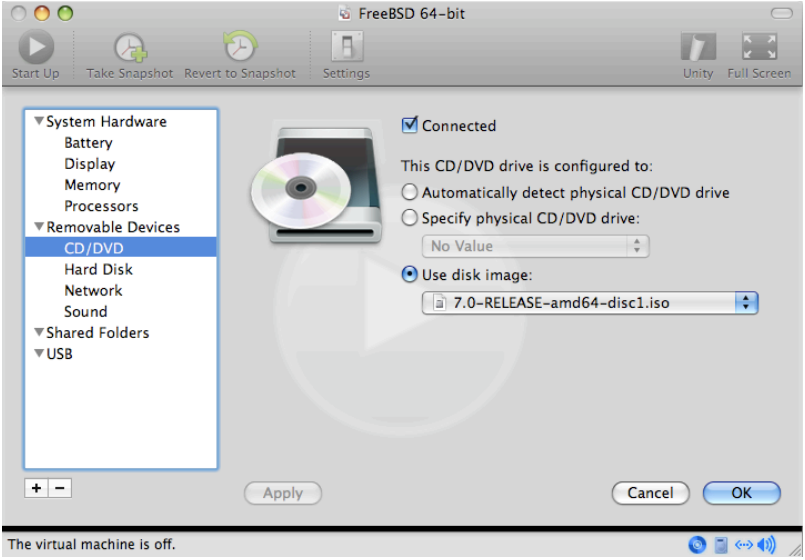 FreeBSD 64-bit
Start Up Take Snapshot Revert to Snapshot Settings Unity Full Screen
System Hardware
Battery
Display
Memory
Processors
Removable Devices
CD/DVD
Hard Disk
Network
Sound
Shared Folders
USB
Connected
This CD/DVD drive is configured to:
Automatically detect physical CD/DVD drive
Specify physical CD/DVD drive:
No Value
Use disk image:
7.0-RELEASE-amd64-disc1.iso
+ −
Apply Cancel OK
The virtual machine is off.